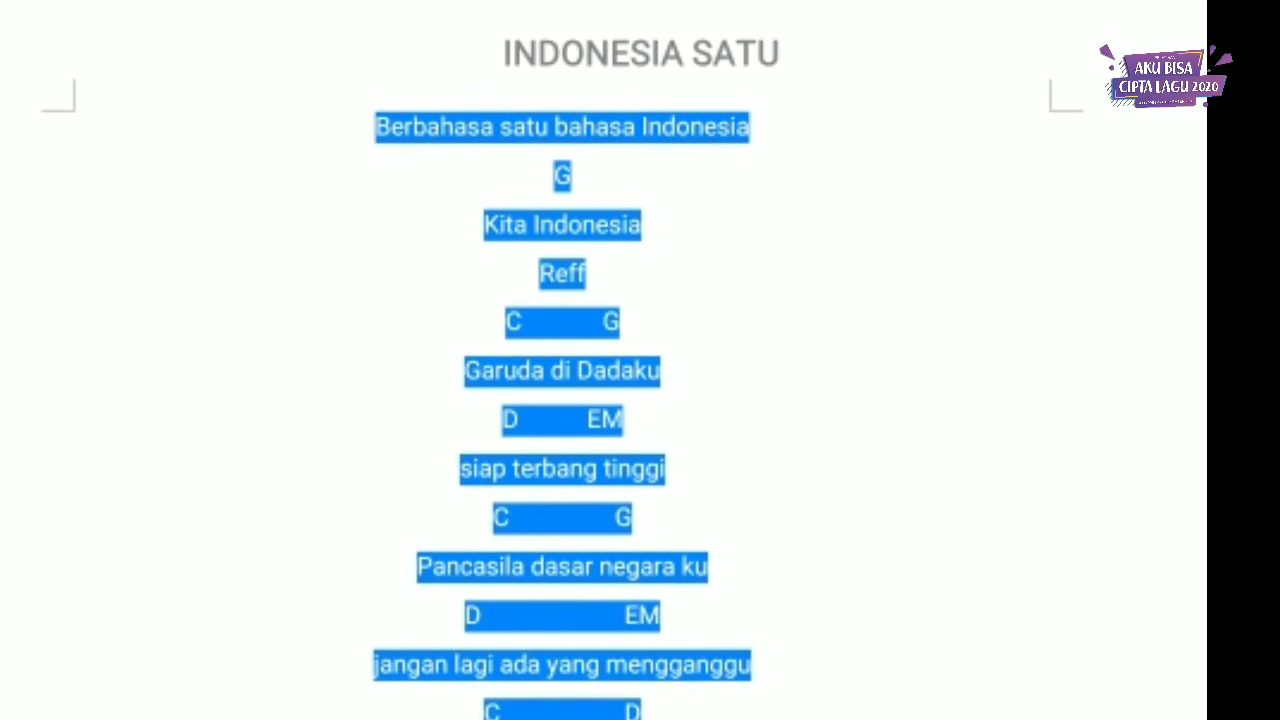 INDONESIA SATU
AKU BISA
CIPTA LAGU 2020
Berbahasa satu bahasa Indonesia
G
Kita Indonesia
Reff
C G
Garuda di Dadaku
D EM
siap terbang tinggi
C G
Pancasila dasar negara ku
D EM
jangan lagi ada yang mengganggu
C D